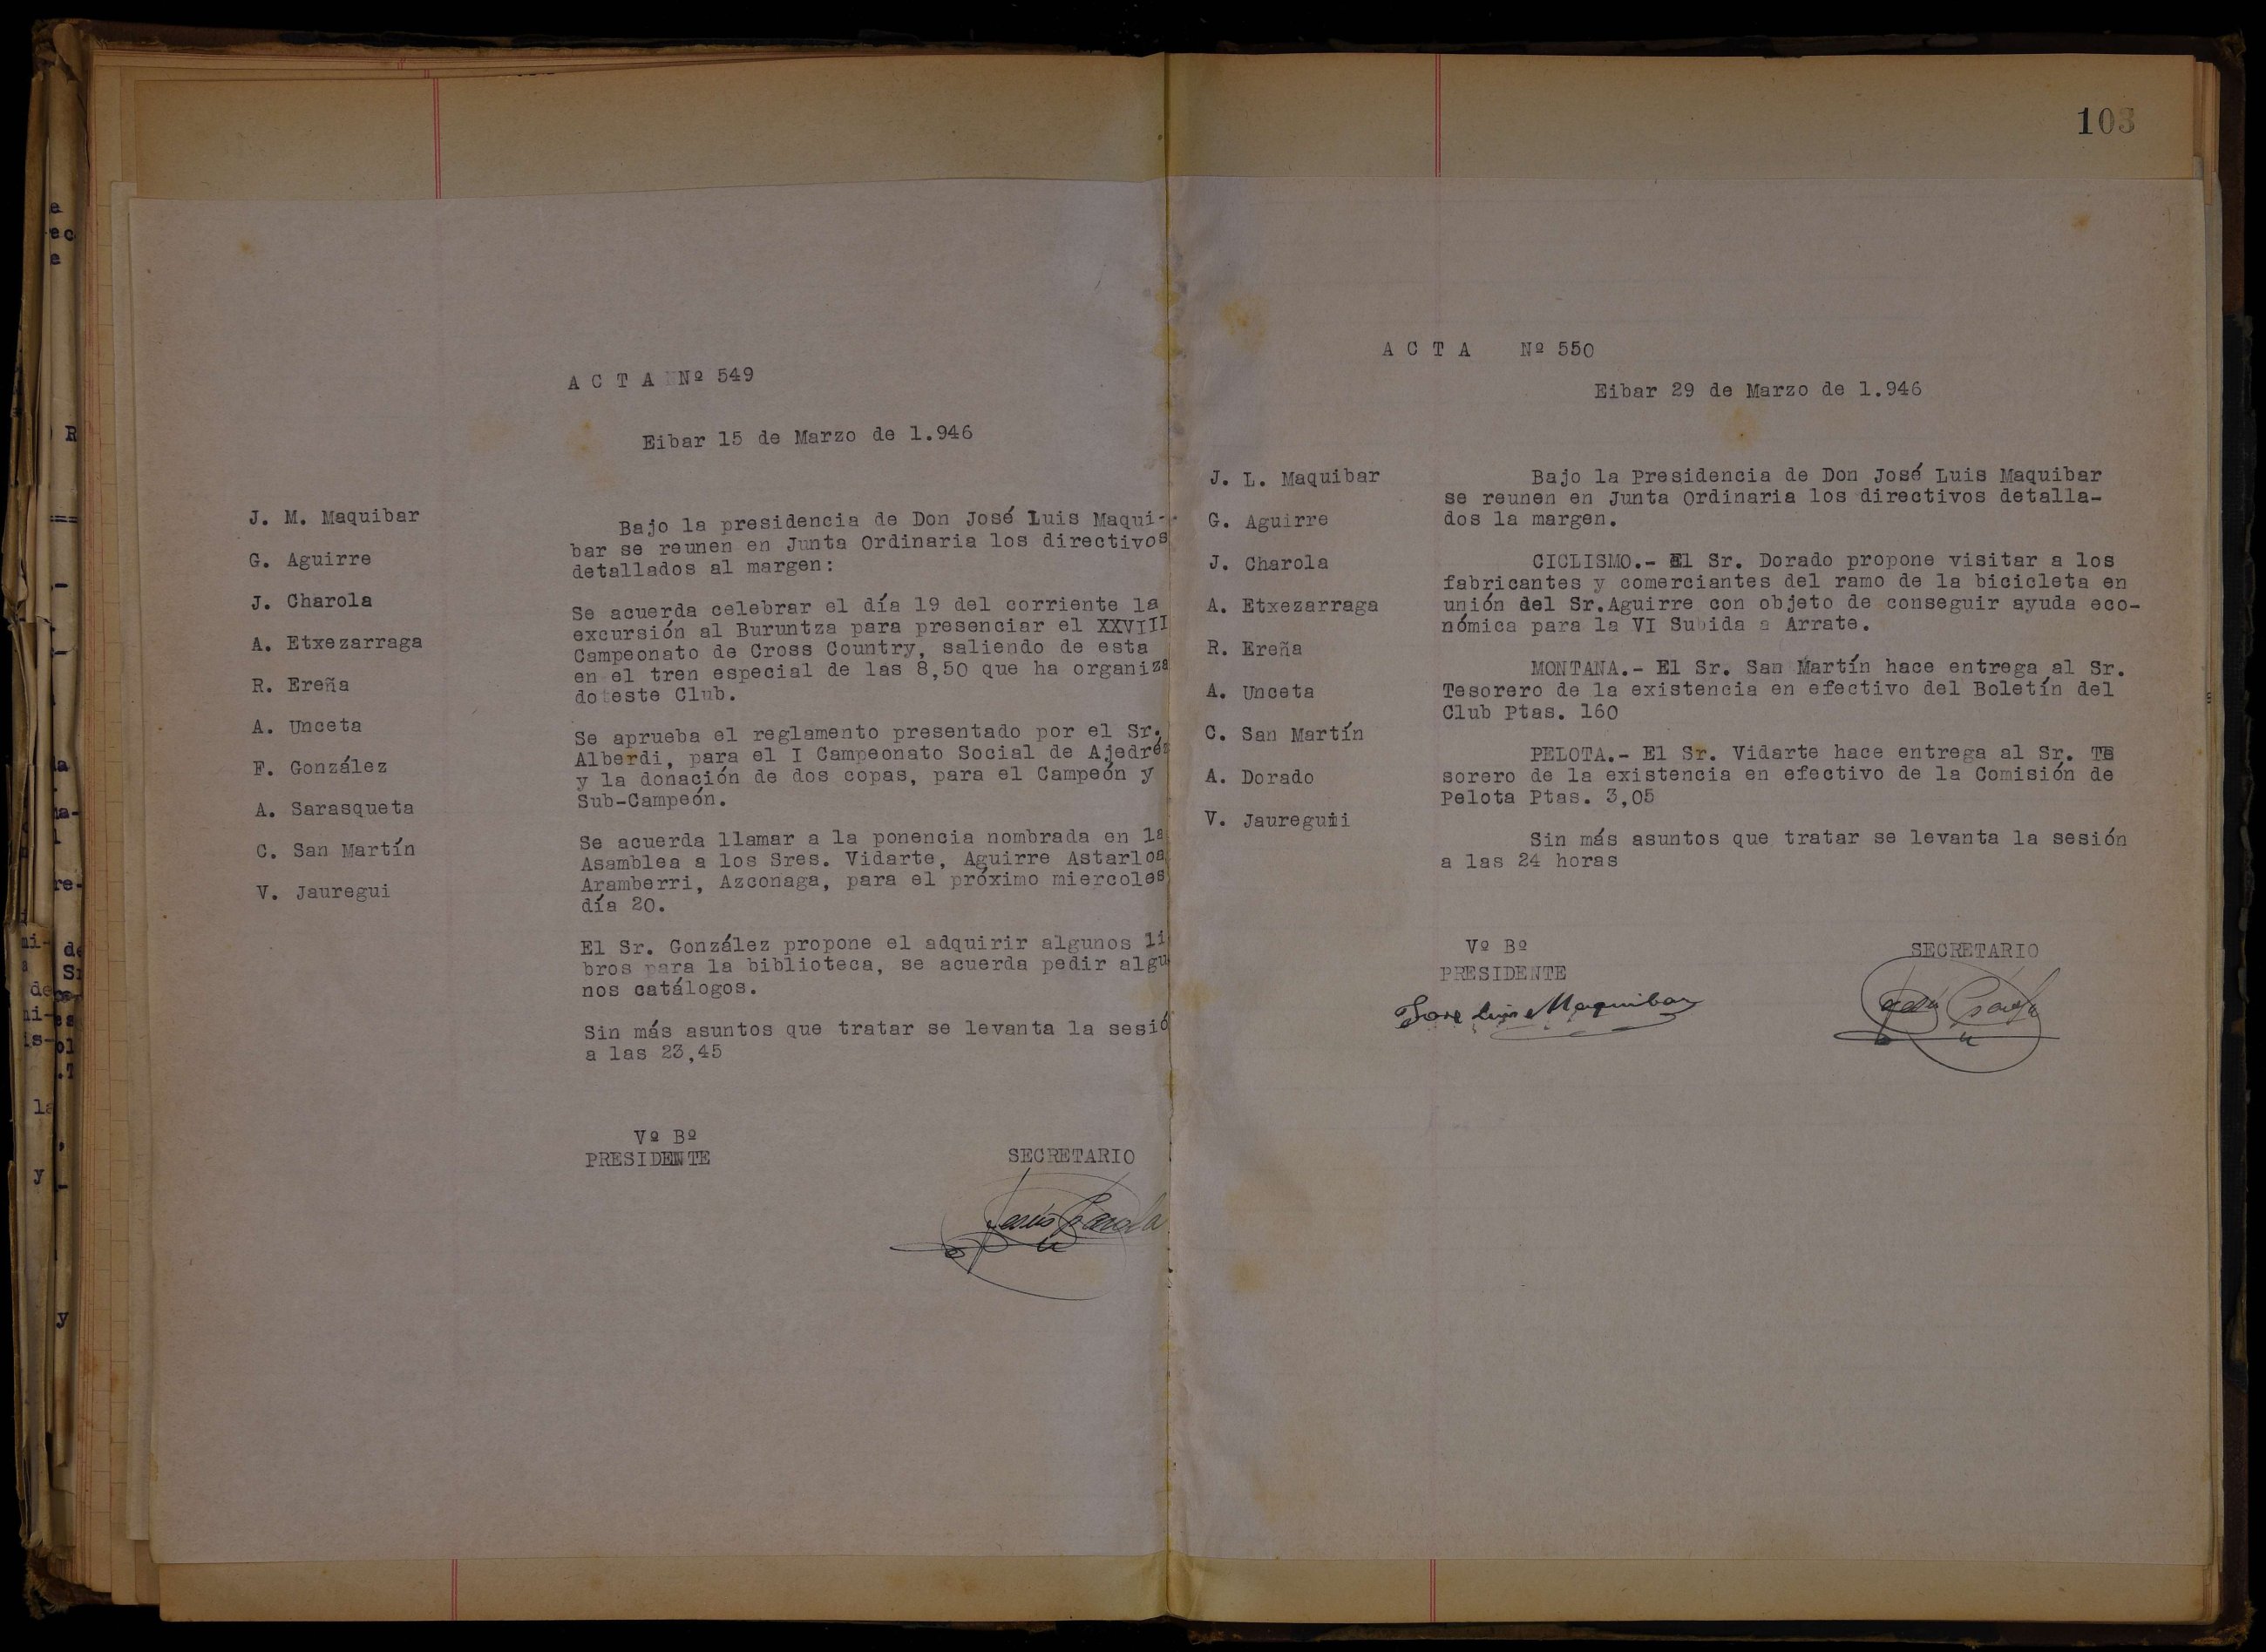 A C T A Nº 549
Eibar 15 de Marzo de 1.946
J. M. Maquibar
G. Aguirre
J. Charola
A. Etxezarraga
R. Ereña
A. Unceta
F. González
A. Sarasqueta
C. San Martín
V. Jauregui
Bajo la presidencia de Don José Luis Maqui-
bar se reunen en Junta Ordinaria los directivos
detallados al margen:
Se acuerda celebrar el día 19 del corriente la
excursión al Buruntza para presenciar el XXVIII
Campeonato de Cross Country, saliendo de esta
en el tren especial de las 8,50 que ha organiza
do este Club.
Se aprueba el reglamento presentado por el Sr.
Alberdi, para el I Campeonato Social de Ajedréz
y la donación de dos copas, para el Campeón y
Sub-Campeón.
Se acuerda llamar a la ponencia nombrada en la
Asamblea a los Sres. Vidarte, Aguirre Astarloa
Aramberri, Azconaga, para el próximo miercoles
día 20.
El Sr. González propone el adquirir algunos li
bros para la biblioteca, se acuerda pedir algu
nos catálogos.
Sin más asuntos que tratar se levanta la sesió
a las 23,45
Vº Bº
PRESIDENTE
SECRETARIO
Jesús Charola
103
A C T A Nº 550
Eibar 29 de Marzo de 1.946
J. L. Maquibar
G. Aguirre
J. Charola
A. Etxezarraga
R. Ereña
A. Unceta
C. San Martín
A. Dorado
V. Jauregui
Bajo la Presidencia de Don José Luis Maquibar
se reunen en Junta Ordinaria los directivos detalla-
dos la margen.
CICLISMO.- El Sr. Dorado propone visitar a los
fabricantes y comerciantes del ramo de la bicicleta en
unión del Sr.Aguirre con objeto de conseguir ayuda eco-
nómica para la VI Subida a Arrate.
MONTANA.- El Sr. San Martín hace entrega al Sr.
Tesorero de la existencia en efectivo del Boletín del
Club Ptas. 160
PELOTA.- El Sr. Vidarte hace entrega al Sr. Te
sorero de la existencia en efectivo de la Comisión de
Pelota Ptas. 3,05
Sin más asuntos que tratar se levanta la sesión
a las 24 horas
Vº Bº
PRESIDENTE
SECRETARIO
Jose Luis Maquibar
Jesús Charola